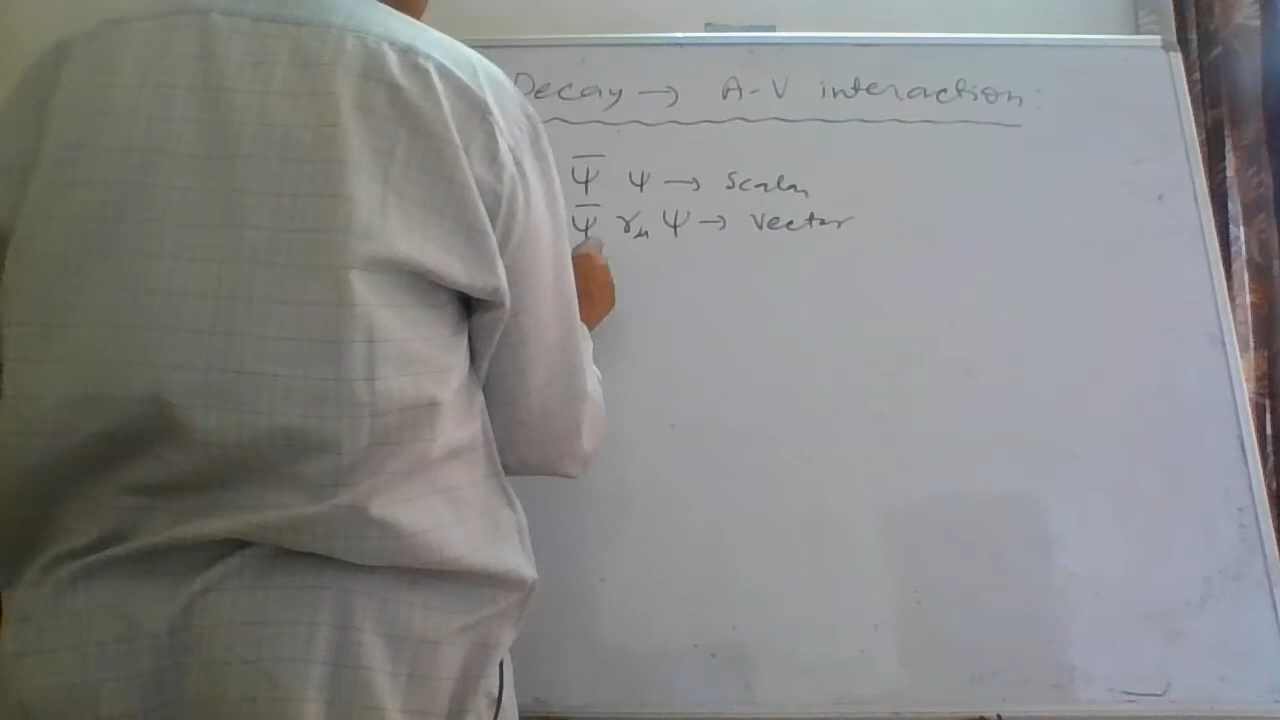 Decay → A-V interaction
Ψ̅ Ψ → Scalar
Ψ̅ γμ Ψ → Vector